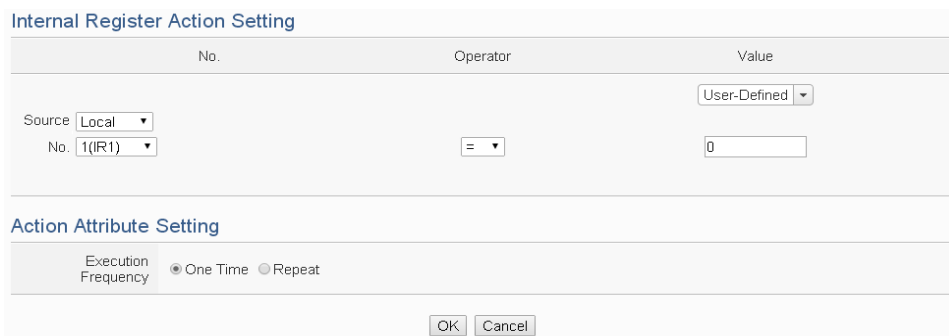 Internal Register Action Setting
No. Operator Value
User-Defined
Source Local
No. 1(IR1) = 0
Action Attribute Setting
Execution
Frequency One Time Repeat
OK Cancel